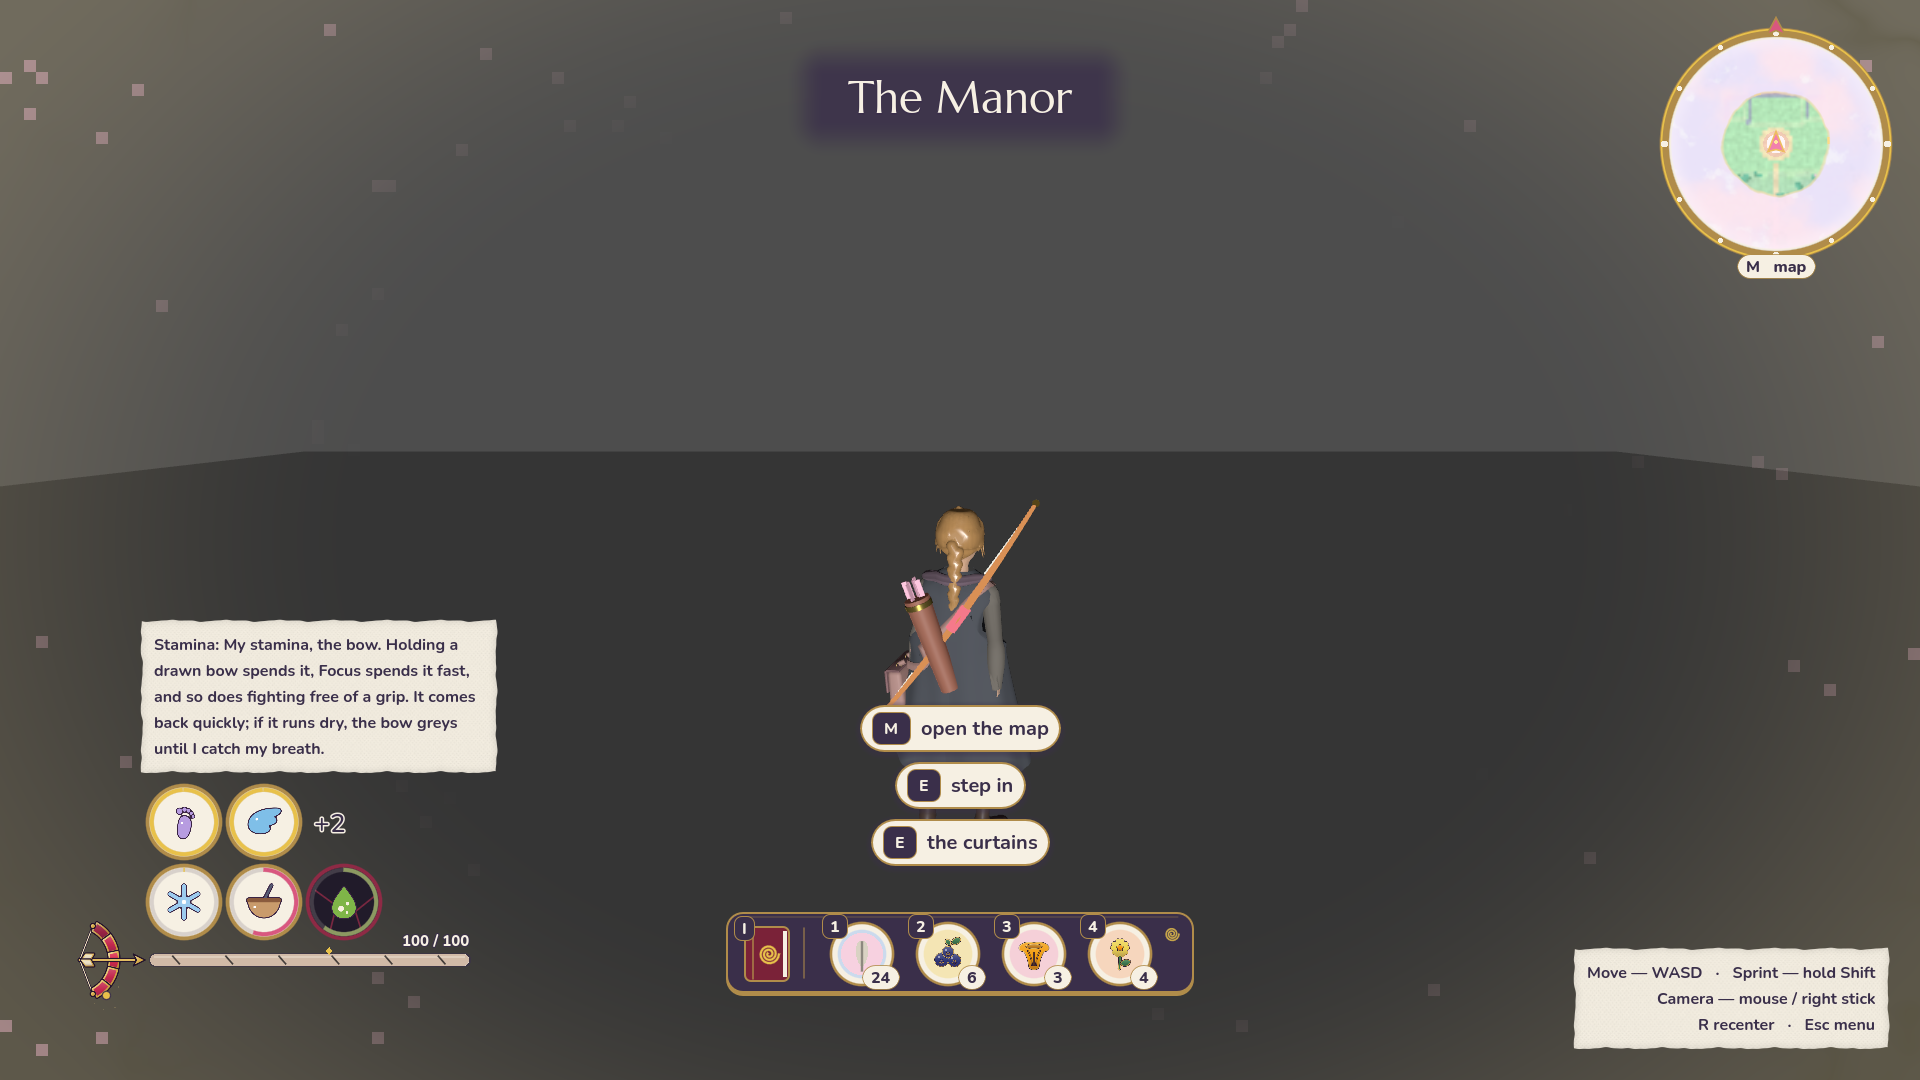 The Manor
M map
Stamina: My stamina, the bow. Holding a
drawn bow spends it, Focus spends it fast,
and so does fighting free of a grip. It comes
back quickly; if it runs dry, the bow greys
until I catch my breath.
M open the map
E step in
E the curtains
+2
100 / 100
I
1
24
2
6
3
3
4
4
Move — WASD · Sprint — hold Shift
Camera — mouse / right stick
R recenter · Esc menu